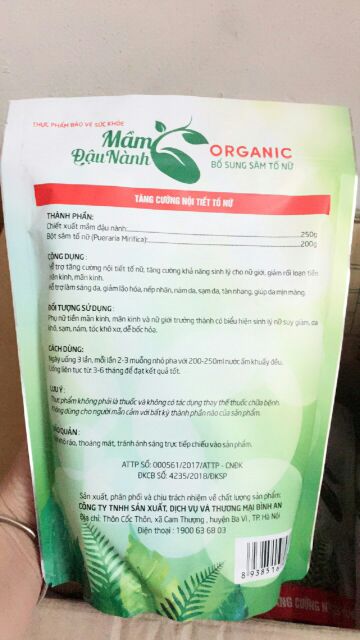 THỰC PHẨM BẢO VỆ SỨC KHỎE
Mầm
Đậu Nành
ORGANIC
BỔ SUNG SÂM TỐ NỮ
TĂNG CƯỜNG NỘI TIẾT TỐ NỮ
THÀNH PHẦN:
Chiết xuất mầm đậu nành 250g
Bột sâm tố nữ (Pueraria Mirifica): 200g
CÔNG DỤNG:
Hỗ trợ tăng cường nội tiết tố nữ, tăng cường khả năng sinh lý cho nữ giới, giảm rối loạn tiền
mãn kinh, mãn kinh.
Hỗ trợ làm sáng da, giảm lão hóa, nếp nhăn, nám da, sạm da, tàn nhang, giúp da mịn màng.
ĐỐI TƯỢNG SỬ DỤNG:
Phụ nữ tiền mãn kinh, mãn kinh và nữ giới trưởng thành có biểu hiện sinh lý nữ suy giảm, da
khô, sạm, nám, tóc khô xơ, dễ bốc hỏa.
CÁCH DÙNG:
Ngày uống 3 lần, mỗi lần 2-3 muỗng nhỏ pha với 200-250ml nước ấm khuấy đều.
Uống liên tục từ 3-6 tháng để đạt kết quả tốt.
LƯU Ý:
Thực phẩm không phải là thuốc và không có tác dụng thay thế thuốc chữa bệnh.
Không dùng cho người mẫn cảm với bất kỳ thành phần nào của sản phẩm.
BẢO QUẢN:
Nơi khô ráo, thoáng mát, tránh ánh sáng trực tiếp chiếu vào sản phẩm.
ATTP SỐ: 000561/2017/ATTP - CNĐK
ĐKCB SỐ: 4235/2018/ĐKSP
Sản xuất, phân phối và chịu trách nhiệm về chất lượng sản phẩm:
CÔNG TY TNHH SẢN XUẤT, DỊCH VỤ VÀ THƯƠNG MẠI BÌNH AN
Địa chỉ: Thôn Cốc Thôn, xã Cam Thượng, huyện Ba Vì, TP. Hà Nội
Điện thoại: 1900 63 68 03
8 938516